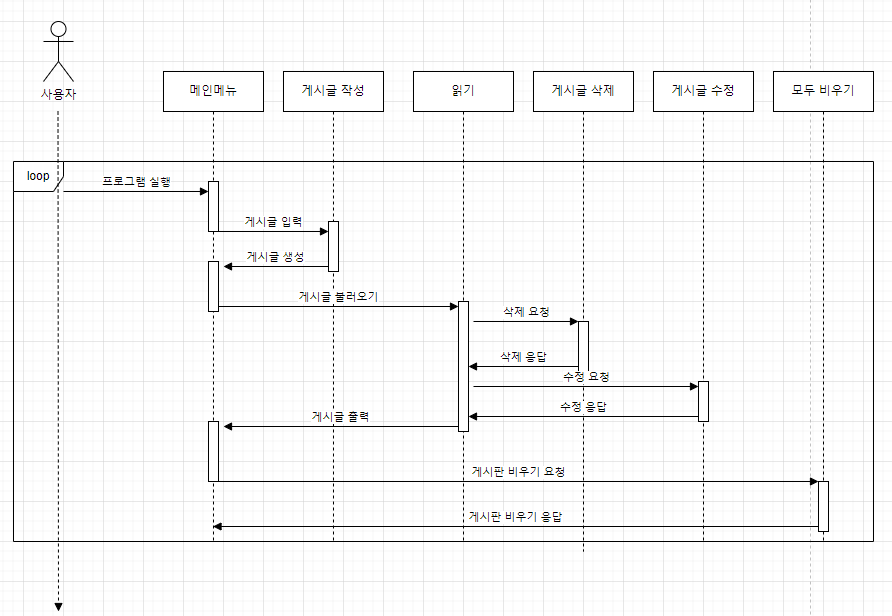 사용자
메인메뉴
게시글 작성
읽기
게시글 삭제
게시글 수정
모두 비우기
loop
프로그램 실행
게시글 입력
게시글 생성
게시글 불러오기
삭제 요청
삭제 응답
수정 요청
수정 응답
게시글 출력
게시판 비우기 요청
게시판 비우기 응답